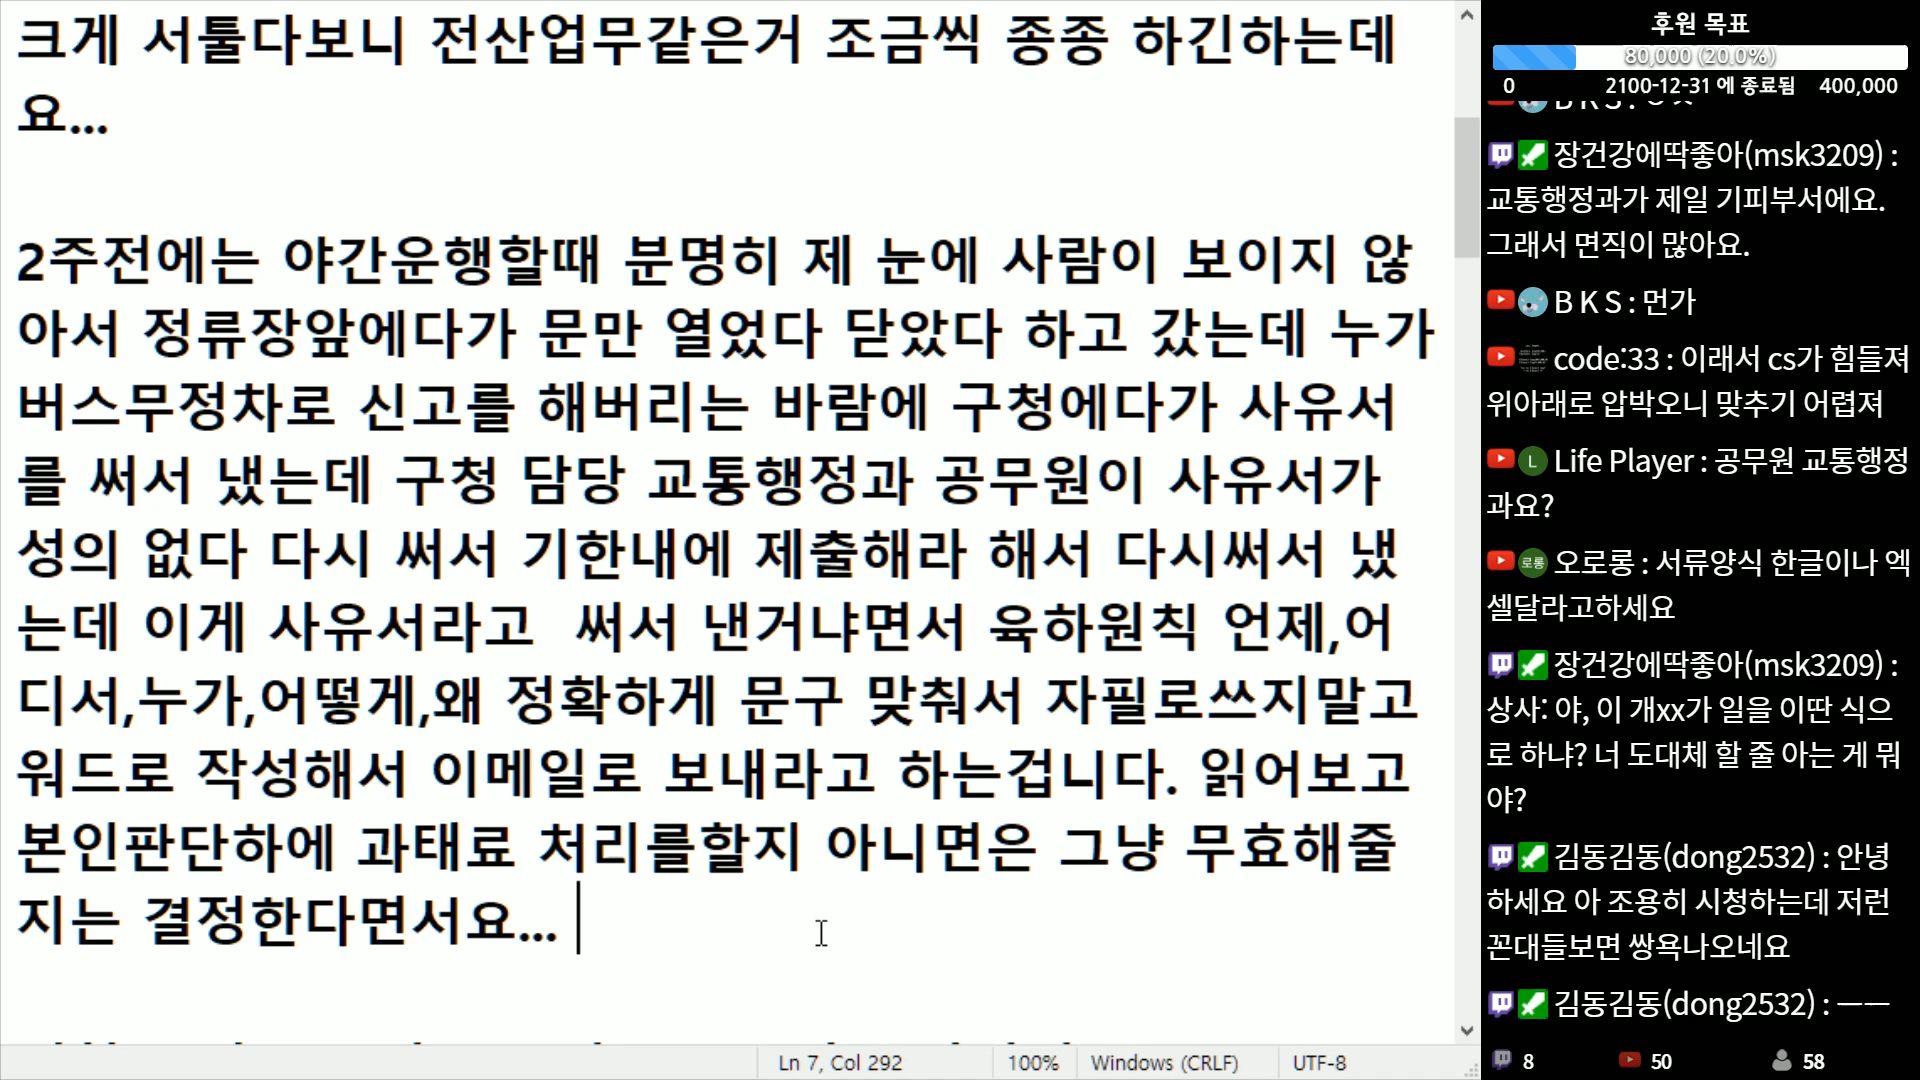 크게 서툴다보니 전산업무같은거 조금씩 종종 하긴하는데
요...
2주전에는 야간운행할때 분명히 제 눈에 사람이 보이지 않
아서 정류장앞에다가 문만 열었다 닫았다 하고 갔는데 누가
버스무정차로 신고를 해버리는 바람에 구청에다가 사유서
를 써서 냈는데 구청 담당 교통행정과 공무원이 사유서가
성의 없다 다시 써서 기한내에 제출해라 해서 다시써서 냈
는데 이게 사유서라고  써서 낸거냐면서 육하원칙 언제,어
디서,누가,어떻게,왜 정확하게 문구 맞춰서 자필로쓰지말고
워드로 작성해서 이메일로 보내라고 하는겁니다. 읽어보고
본인판단하에 과태료 처리를할지 아니면은 그냥 무효해줄
지는 결정한다면서요...
Ln 7, Col 292
100%
Windows (CRLF)
UTF-8
후원 목표
80,000 (20.0%)
0 2100-12-31 에 종료됨 400,000
B K S :
장건강에딱좋아(msk3209) :
교통행정과가 제일 기피부서에요.
그래서 면직이 많아요.
B K S : 먼가
code:33 : 이래서 cs가 힘들져
위아래로 압박오니 맞추기 어렵져
L Life Player : 공무원 교통행정
과요?
로롱 오로롱 : 서류양식 한글이나 엑
셀달라고하세요
장건강에딱좋아(msk3209) :
상사: 야, 이 개xx가 일을 이딴 식으
로 하냐? 너 도대체 할 줄 아는 게 뭐
야?
김동김동(dong2532) : 안녕
하세요 아 조용히 시청하는데 저런
꼰대들보면 쌍욕나오네요
김동김동(dong2532) : ㅡㅡ
8 50 58